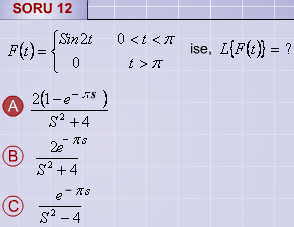 SORU 12
F(t) = { Sin2t 0 < t < π
0 t > π
ise, L{F(t)} = ?
A 2(1-e^-πs) / S² + 4
B 2e^-πs / S² + 4
C e^-πs / S² - 4